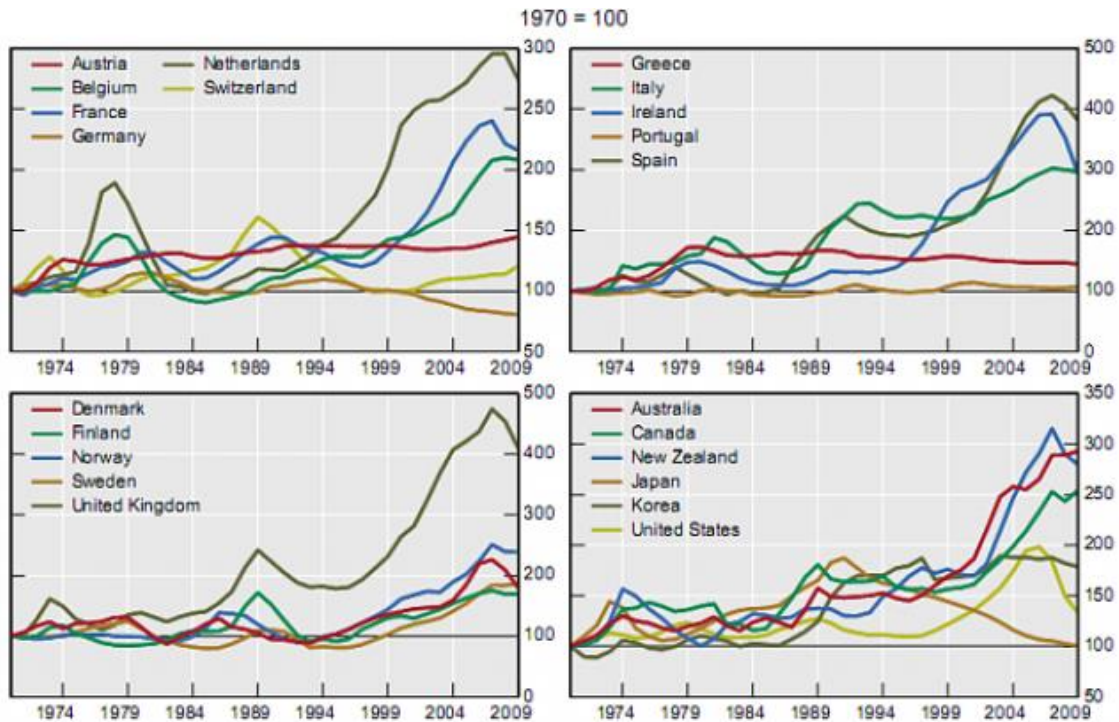 1970 = 100
Austria
Belgium
France
Germany
Netherlands
Switzerland
300
250
200
150
100
50
1974 1979 1984 1989 1994 1999 2004 2009
Greece
Italy
Ireland
Portugal
Spain
500
400
300
200
100
0
1974 1979 1984 1989 1994 1999 2004 2009
Denmark
Finland
Norway
Sweden
United Kingdom
500
400
300
200
100
0
1974 1979 1984 1989 1994 1999 2004 2009
Australia
Canada
New Zealand
Japan
Korea
United States
350
300
250
200
150
100
50
1974 1979 1984 1989 1994 1999 2004 2009